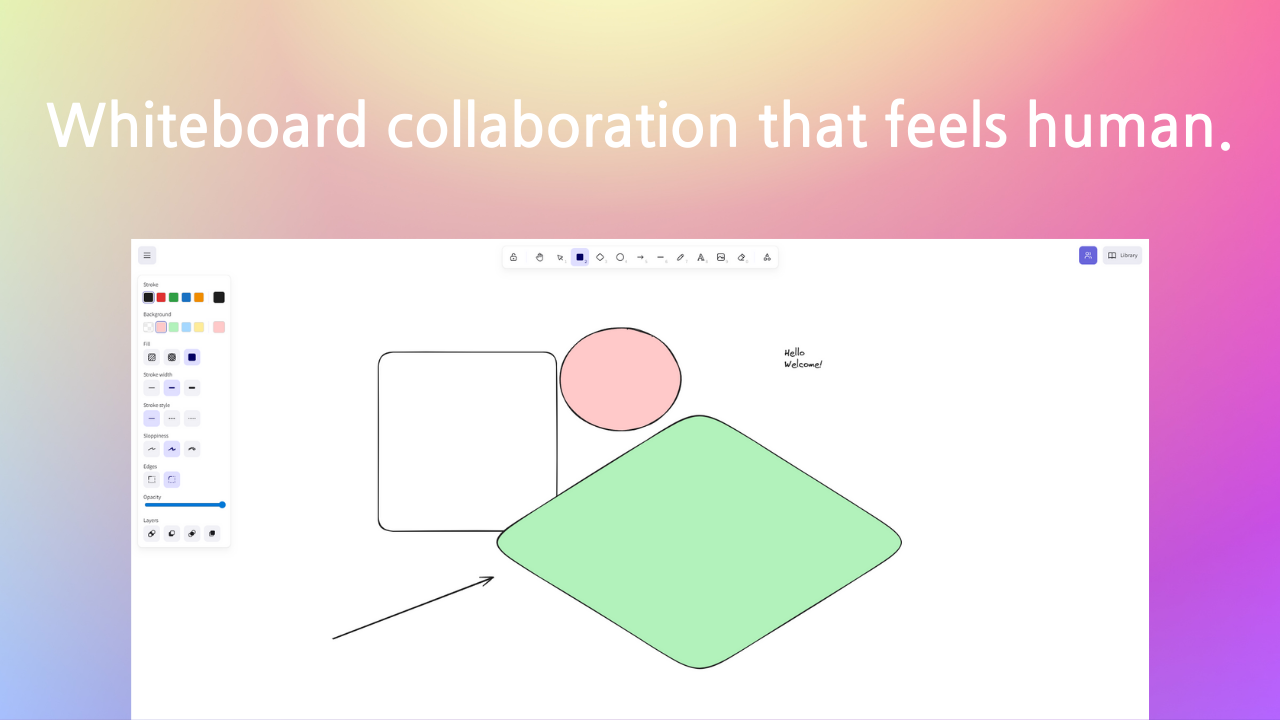 Whiteboard collaboration that feels human.
Library
Stroke
Background
Fill
Stroke width
Stroke style
Sloppiness
Edges
Opacity
Layers
Hello
Welcome!